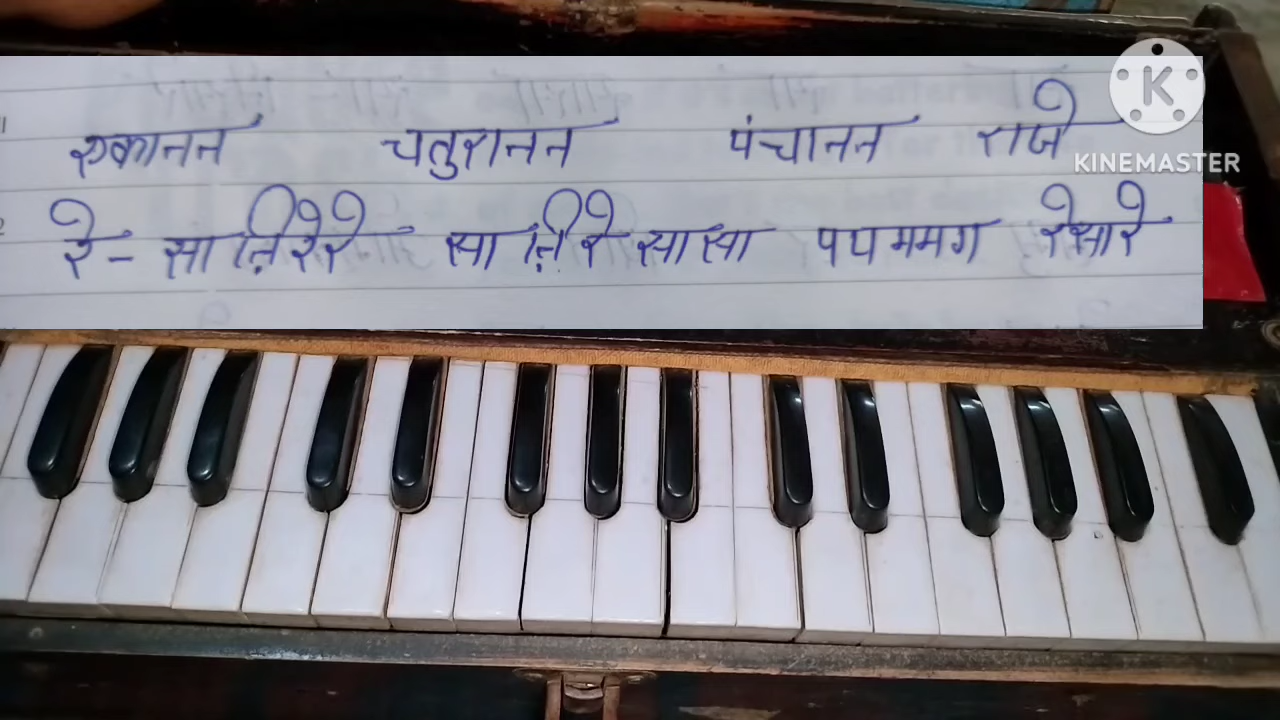 एकानन चतुरानन पंचानन राजे
KINEMASTER
रे- सा ऩिरेरे सा ऩिरे सासा पपममग रेसारे